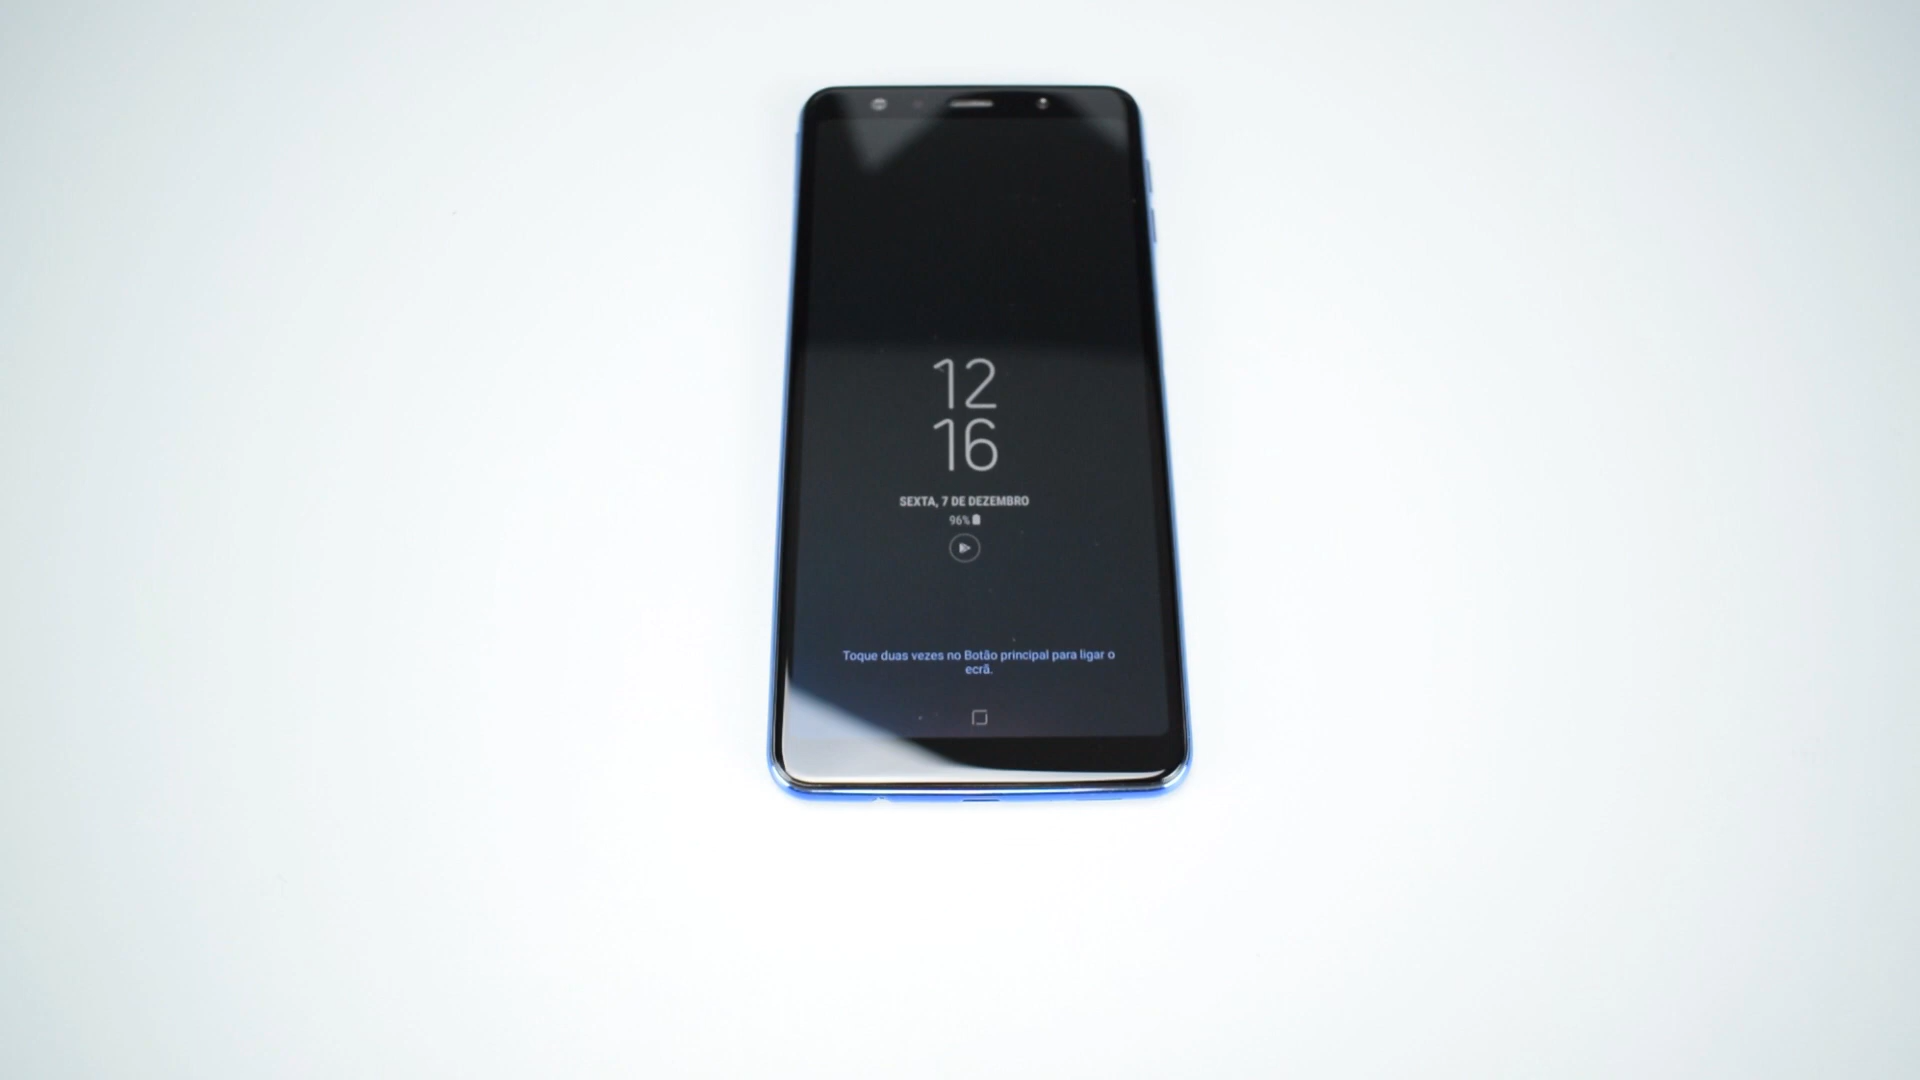 12
16
SEXTA, 7 DE DEZEMBRO
96%
Toque duas vezes no Botão principal para ligar o
ecrã.